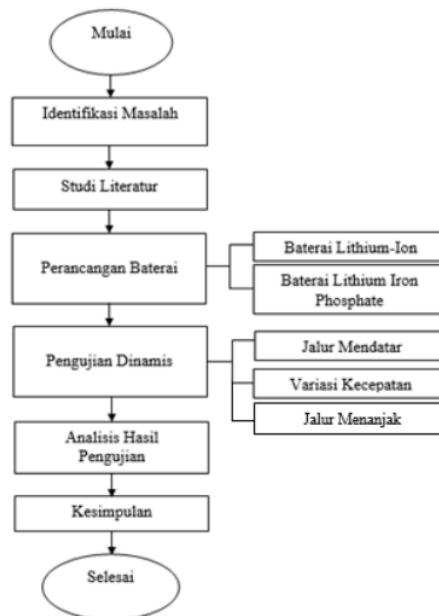 Mulai
Identifikasi Masalah
Studi Literatur
Perancangan Baterai
Baterai Lithium-Ion
Baterai Lithium Iron
Phosphate
Pengujian Dinamis
Jalur Mendatar
Variasi Kecepatan
Jalur Menanjak
Analisis Hasil
Pengujian
Kesimpulan
Selesai